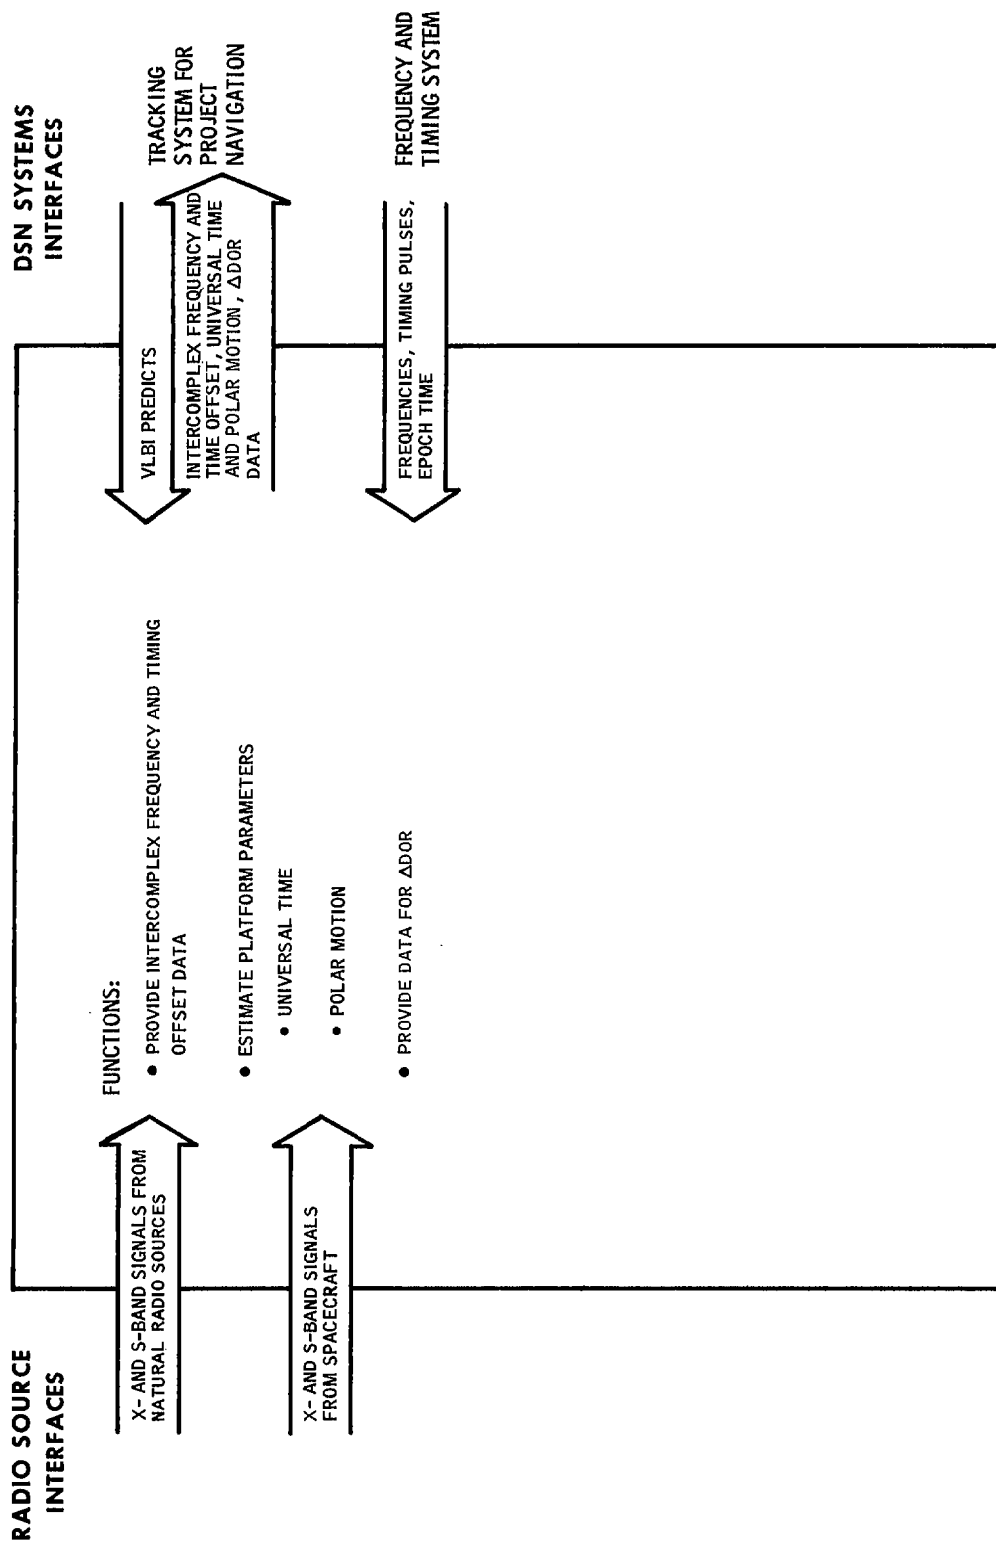 RADIO SOURCE
INTERFACES
X- AND S-BAND SIGNALS FROM
NATURAL RADIO SOURCES
X- AND S-BAND SIGNALS
FROM SPACECRAFT
FUNCTIONS:
• PROVIDE INTERCOMPLEX FREQUENCY AND TIMING
OFFSET DATA
• ESTIMATE PLATFORM PARAMETERS
• UNIVERSAL TIME
• POLAR MOTION
• PROVIDE DATA FOR ΔDOR
DSN SYSTEMS
INTERFACES
VLBI PREDICTS
INTERCOMPLEX FREQUENCY AND
TIME OFFSET, UNIVERSAL TIME
AND POLAR MOTION, ΔDOR
DATA
TRACKING
SYSTEM FOR
PROJECT
NAVIGATION
FREQUENCIES, TIMING PULSES,
EPOCH TIME
FREQUENCY AND
TIMING SYSTEM